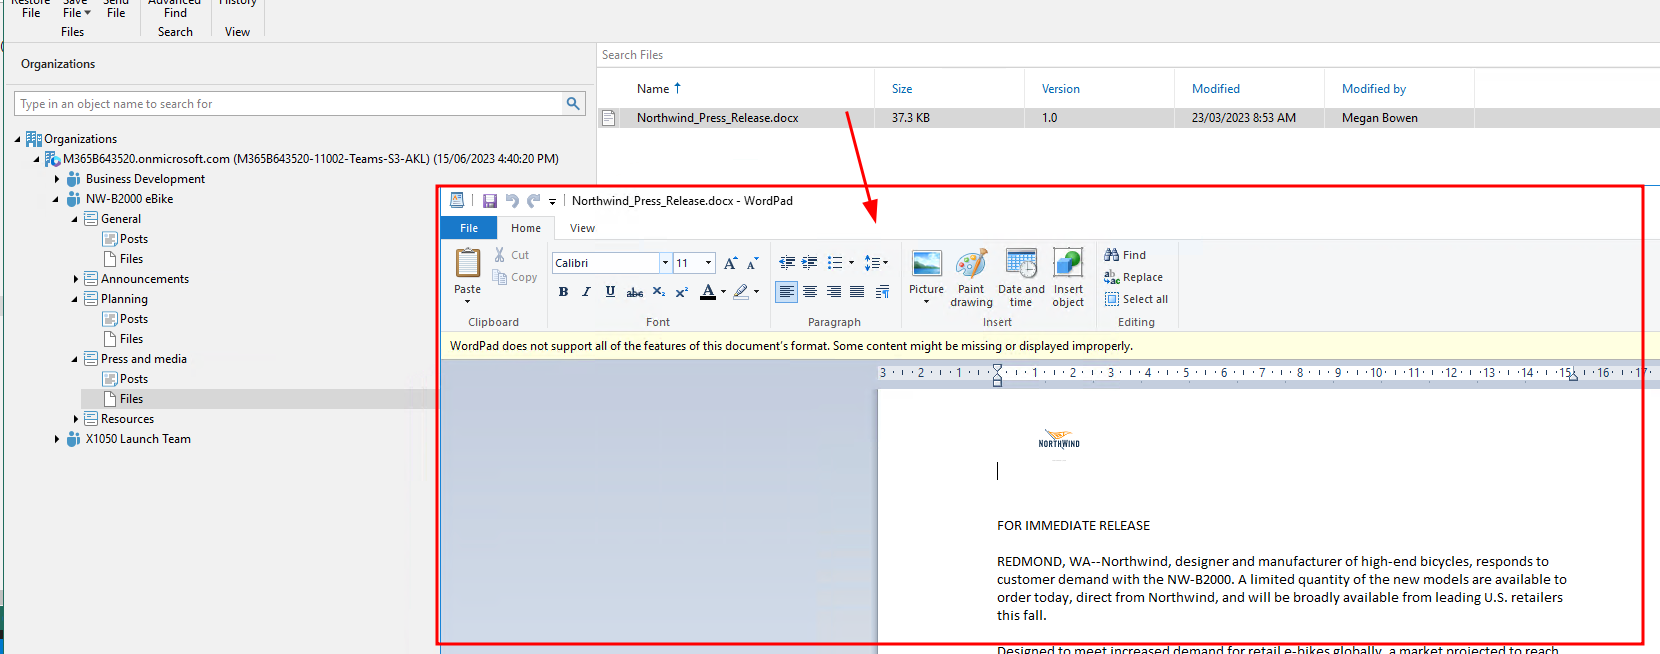 Restore Save Send Advanced History
File File File Find
Files Search View
Organizations
Type in an object name to search for
Organizations
M365B643520.onmicrosoft.com (M365B643520-11002-Teams-S3-AKL) (15/06/2023 4:40:20 PM)
Business Development
NW-B2000 eBike
General
Posts
Files
Announcements
Planning
Posts
Files
Press and media
Posts
Files
Resources
X1050 Launch Team
Search Files
Name Size Version Modified Modified by
Northwind_Press_Release.docx 37.3 KB 1.0 23/03/2023 8:53 AM Megan Bowen
Northwind_Press_Release.docx - WordPad
File Home View
Paste
Cut
Copy
Clipboard
Calibri 11
B I U abc X₂ X² A
Font
Paragraph
Picture Paint drawing Date and time Insert object
Insert
Find
Replace
Select all
Editing
WordPad does not support all of the features of this document's format. Some content might be missing or displayed improperly.
3 2 1 1 2 3 4 5 6 7 8 9 10 11 12 13 14 15 16 17
NORTHWIND
FOR IMMEDIATE RELEASE
REDMOND, WA--Northwind, designer and manufacturer of high-end bicycles, responds to
customer demand with the NW-B2000. A limited quantity of the new models are available to
order today, direct from Northwind, and will be broadly available from leading U.S. retailers
this fall.
Designed to meet increased demand for retail e-bikes globally, a market projected to reach